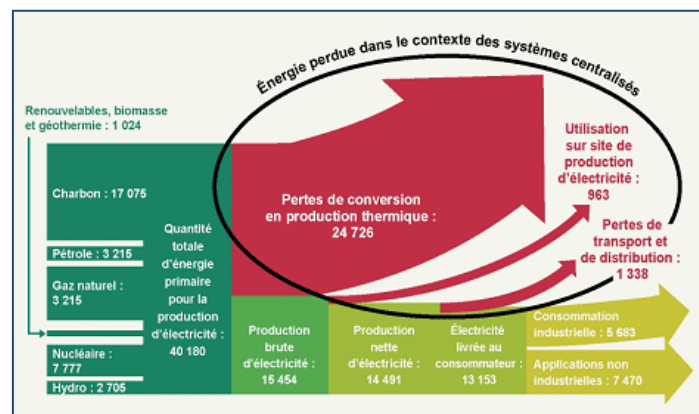 Énergie perdue dans le contexte des systèmes centralisés
Renouvelables, biomasse
et géothermie : 1 024
Charbon : 17 075
Pétrole : 3 215
Gaz naturel :
3 215
Nucléaire :
7 777
Hydro : 2 705
Quantité
totale
d'énergie
primaire
pour la
production
d'électricité :
40 180
Pertes de conversion
en production thermique :
24 726
Utilisation
sur site de
production
d'électricité :
963
Pertes de
transport et
de distribution :
1 338
Production
brute
d'électricité :
15 454
Production
nette
d'électricité :
14 491
Électricité
livrée au
consommateur :
13 153
Consommation
industrielle : 5 683
Applications non
industrielles : 7 470